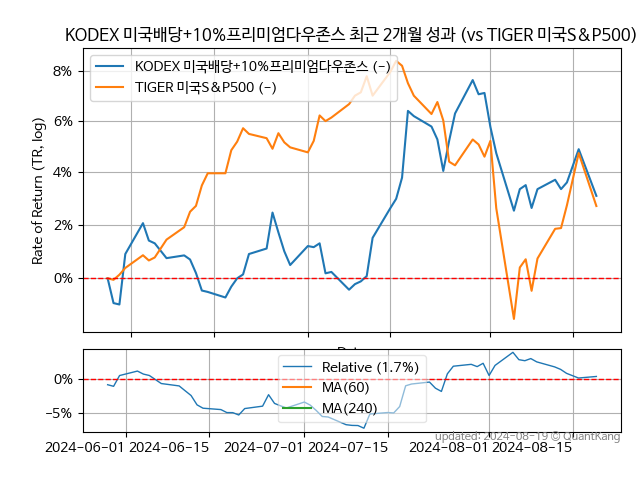 KODEX 미국배당+10%프리미엄다우존스 최근 2개월 성과 (vs TIGER 미국S&P500)
KODEX 미국배당+10%프리미엄다우존스 (-)
TIGER 미국S&P500 (-)
Rate of Return (TR, log)
8%
6%
4%
2%
0%
Relative (1.7%)
MA(60)
MA(240)
0%
−5%
updated: 2024-08-19 © QuantKang
2024-06-01 2024-06-15 2024-07-01 2024-07-15 2024-08-01 2024-08-15